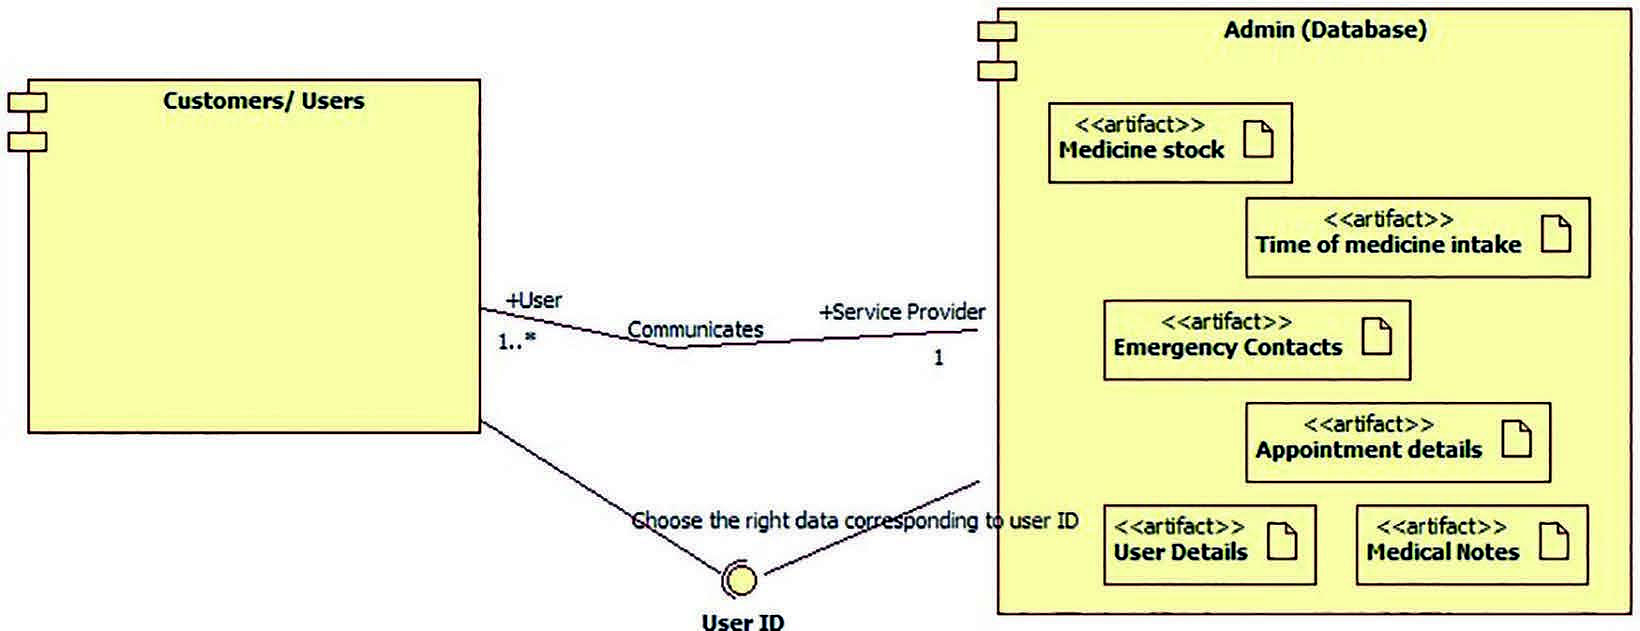 Admin (Database)
Customers/ Users
<<artifact>>
Medicine stock
<<artifact>>
Time of medicine intake
+User
+Service Provider
Communicates
1..*
1
<<artifact>>
Emergency Contacts
<<artifact>>
Appointment details
Choose the right data corresponding to user ID
<<artifact>>
User Details
<<artifact>>
Medical Notes
User ID